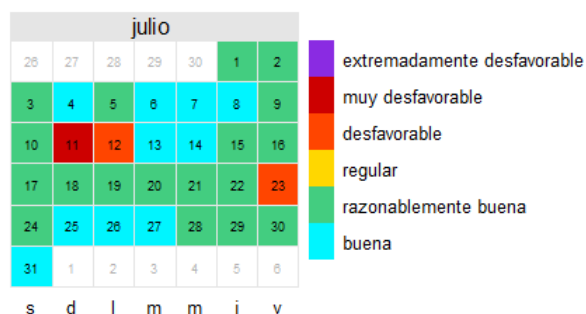 julio
26 27 28 29 30 1 2
3 4 5 6 7 8 9
10 11 12 13 14 15 16
17 18 19 20 21 22 23
24 25 26 27 28 29 30
31 1 2 3 4 5 6
s d l m m j v
extremadamente desfavorable
muy desfavorable
desfavorable
regular
razonablemente buena
buena